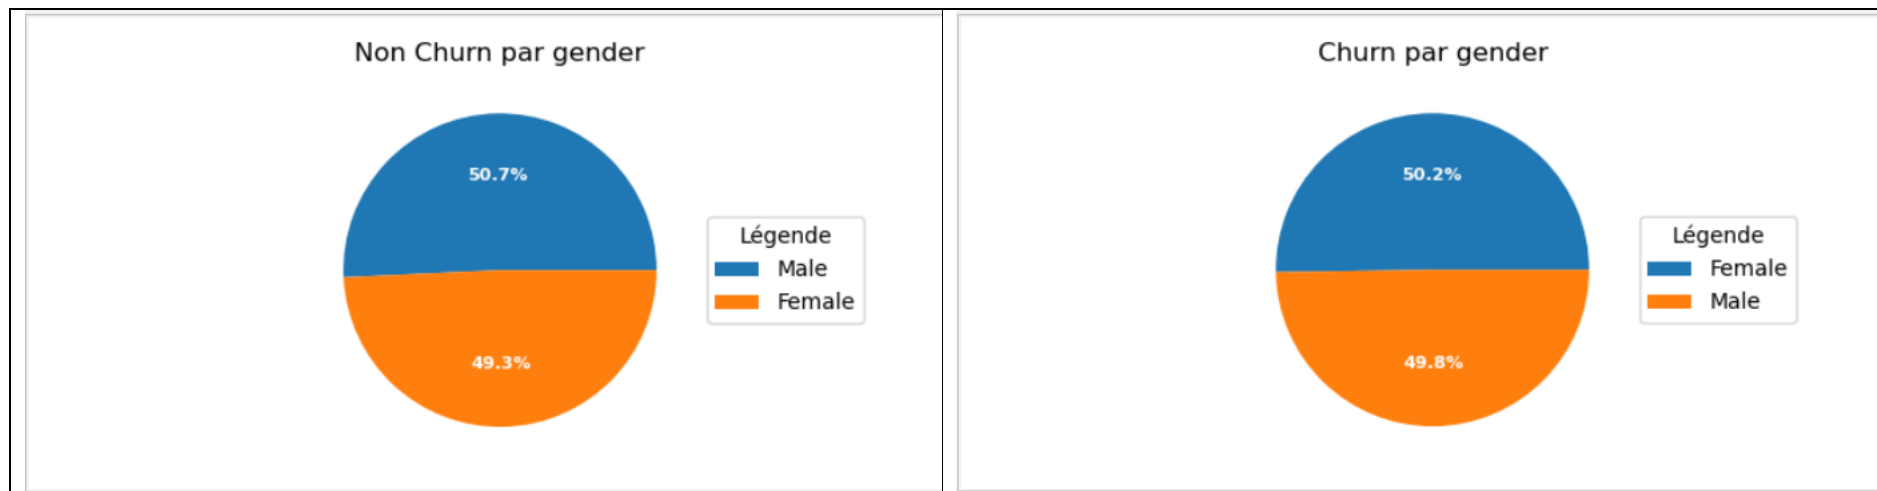 Non Churn par gender
50.7%
49.3%
Légende
Male
Female
Churn par gender
50.2%
49.8%
Légende
Female
Male